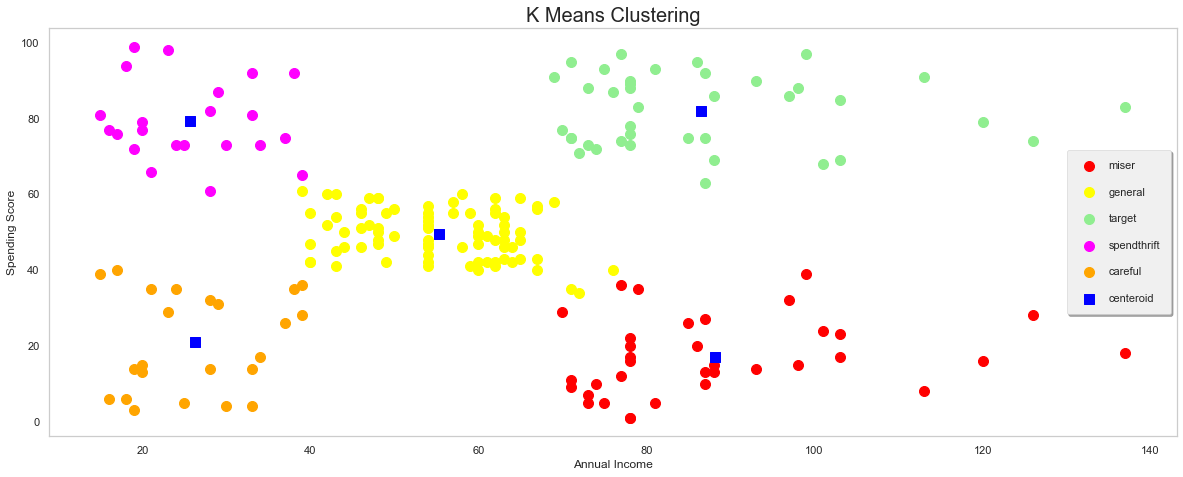 K Means Clustering
100
80
60
40
20
0
Spending Score
miser
general
target
spendthrift
careful
centeroid
20 40 60 80 100 120 140
Annual Income